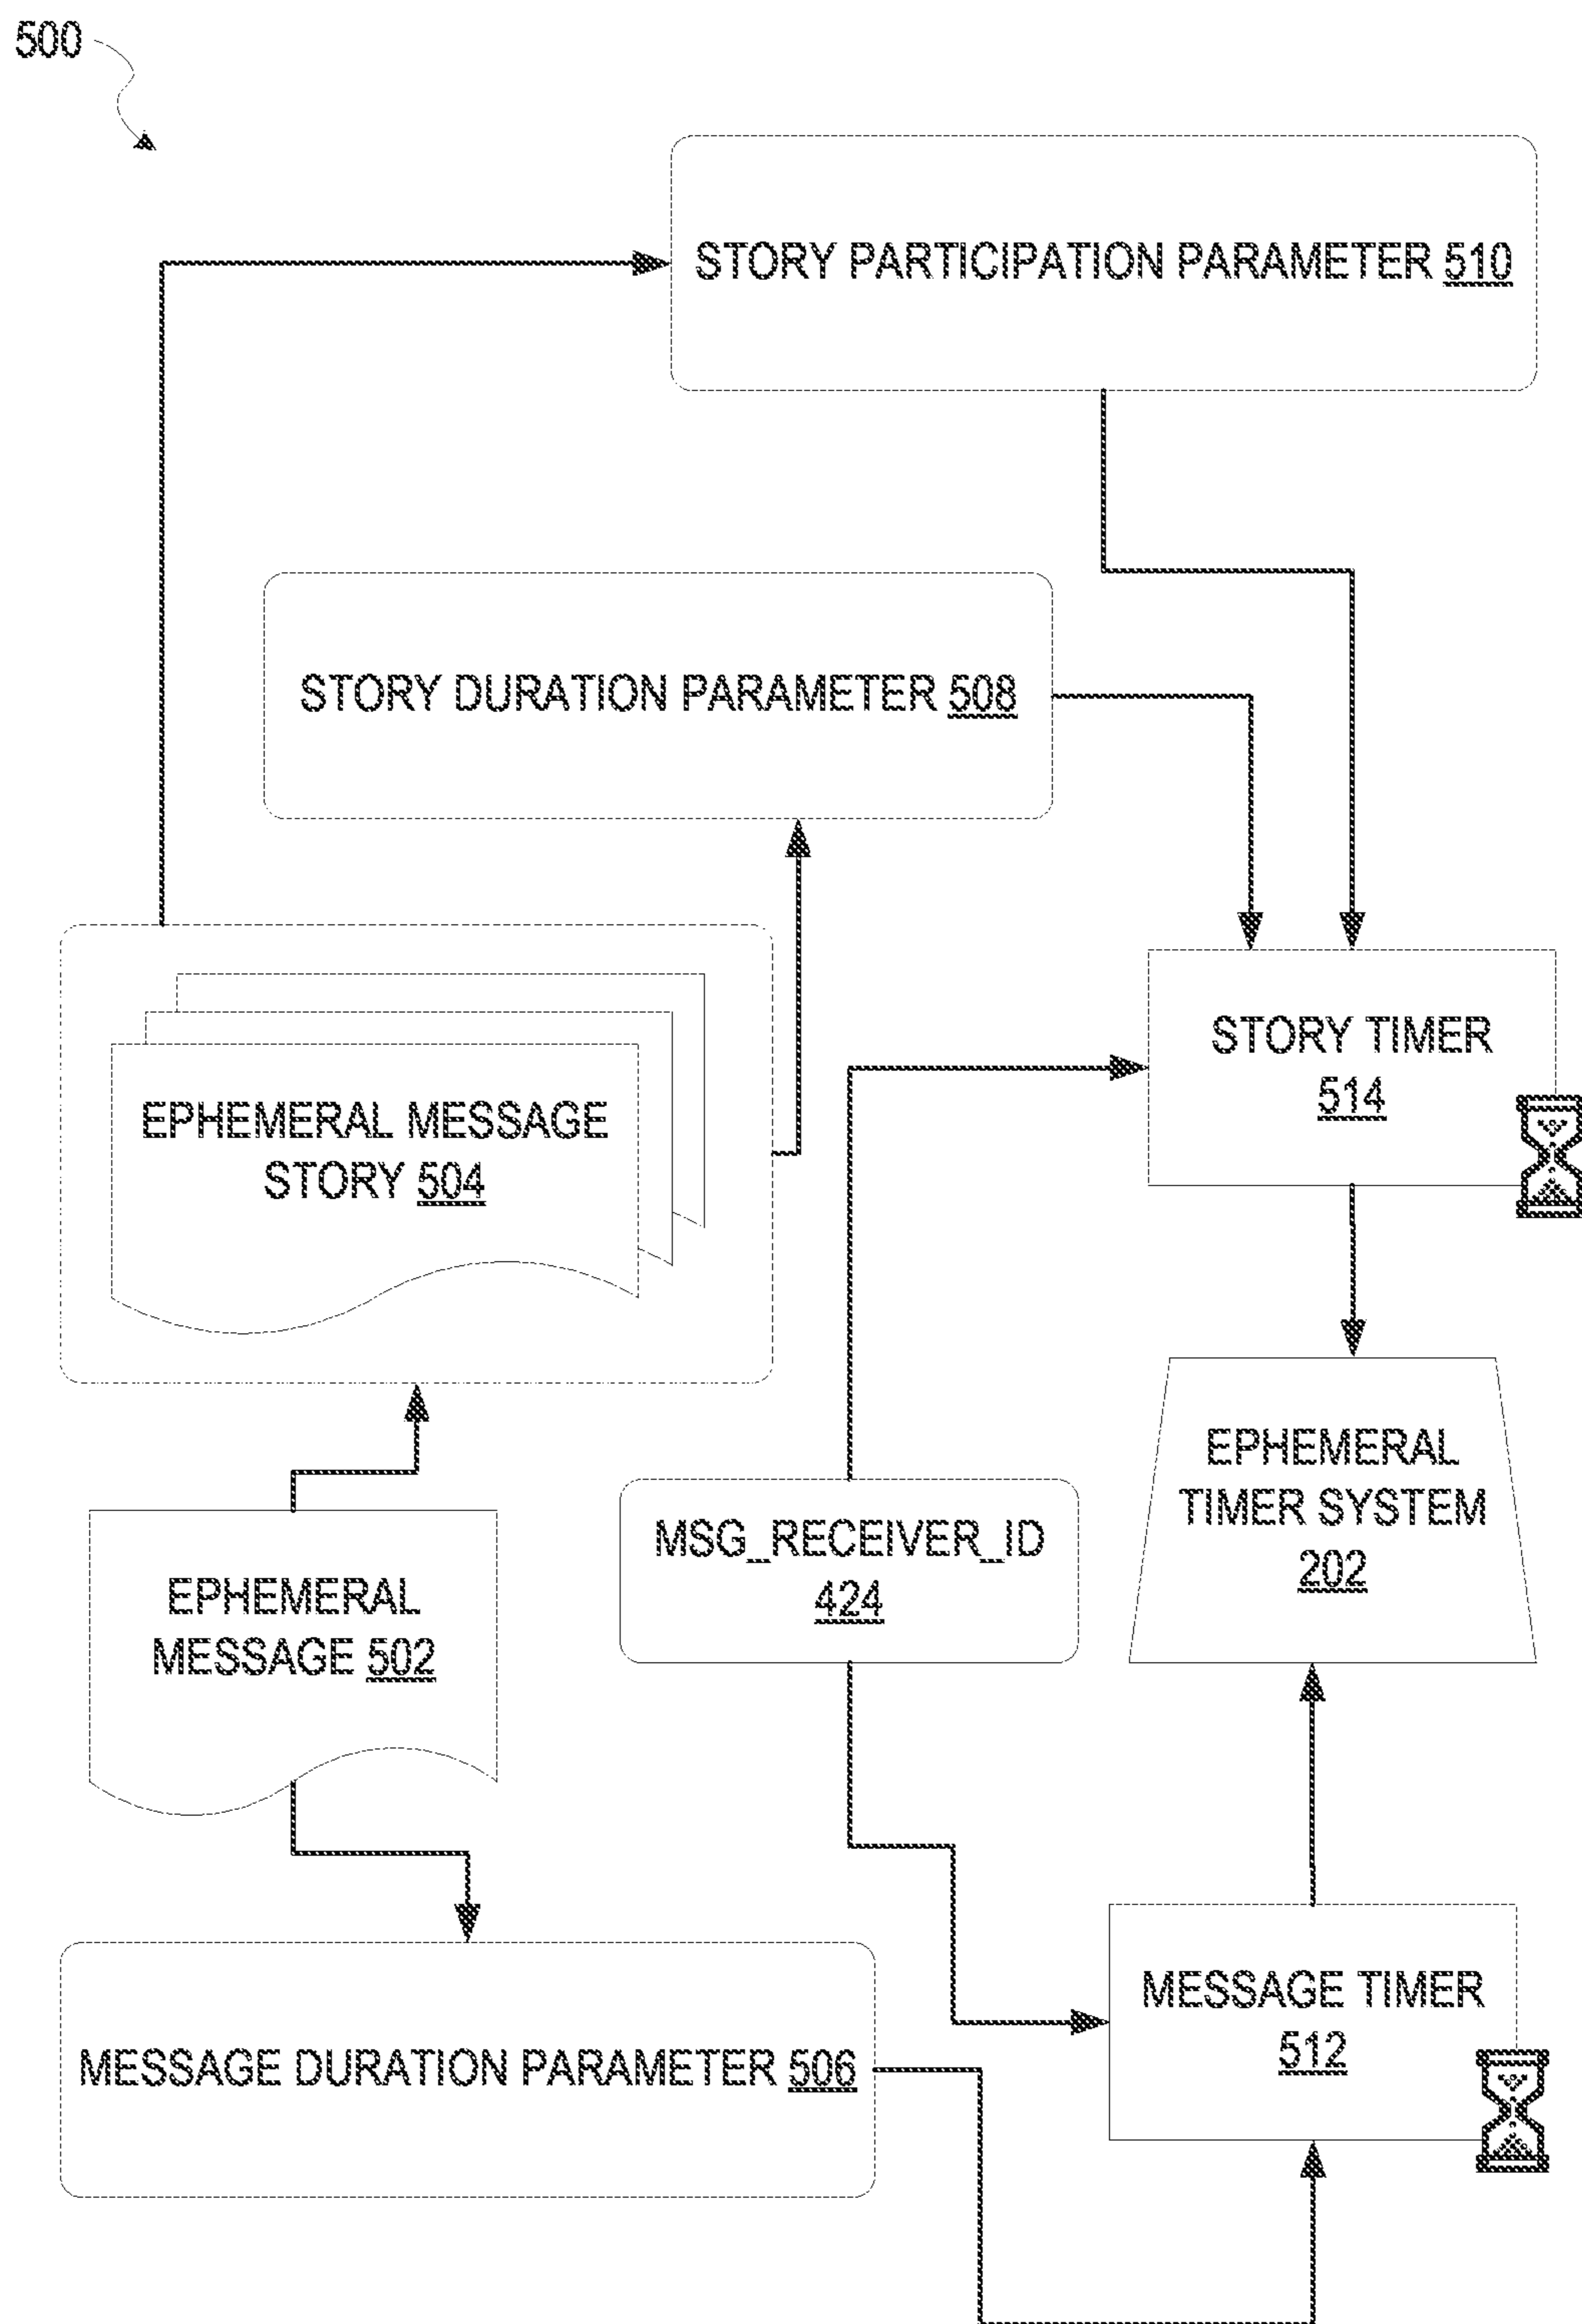 500
STORY PARTICIPATION PARAMETER 510
STORY DURATION PARAMETER 508
STORY TIMER
514
EPHEMERAL MESSAGE
STORY 504
EPHEMERAL
TIMER SYSTEM
202
MSG_RECEIVER_ID
424
EPHEMERAL
MESSAGE 502
MESSAGE TIMER
512
MESSAGE DURATION PARAMETER 506